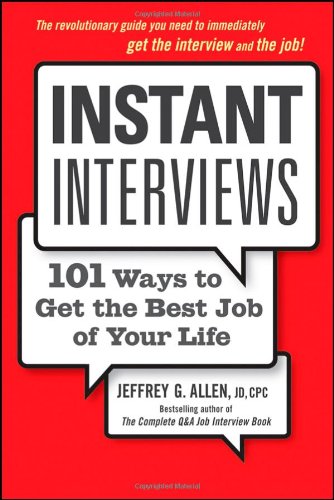 The revolutionary guide you need to immediately
get the interview and the job!
INSTANT
INTERVIEWS
101 Ways to
Get the Best Job
of Your Life
JEFFREY G. ALLEN, JD, CPC
Bestselling author of
The Complete Q&A Job Interview Book